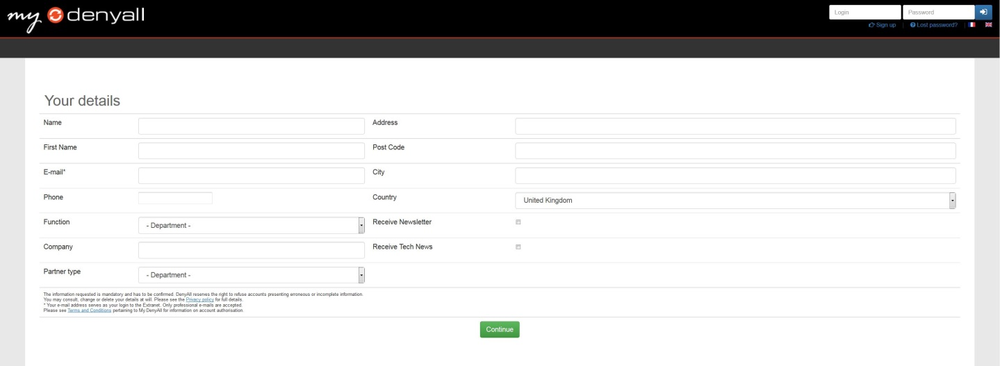 my denyall
Login Password
Sign up | Lost password? |
Your details
Name Address
First Name Post Code
E-mail* City
Phone Country United Kingdom
Function - Department - Receive Newsletter
Company Receive Tech News
Partner type - Department -
The information requested is mandatory and has to be confirmed. DenyAll reserves the right to refuse accounts presenting erroneous or incomplete information.
You may consult, change or delete your details at will. Please see the Privacy policy for full details.
* Your e-mail address serves as your login to the Extranet. Only professional e-mails are accepted.
Please see Terms and Conditions pertaining to My.DenyAll for information on account authorisation.
Continue